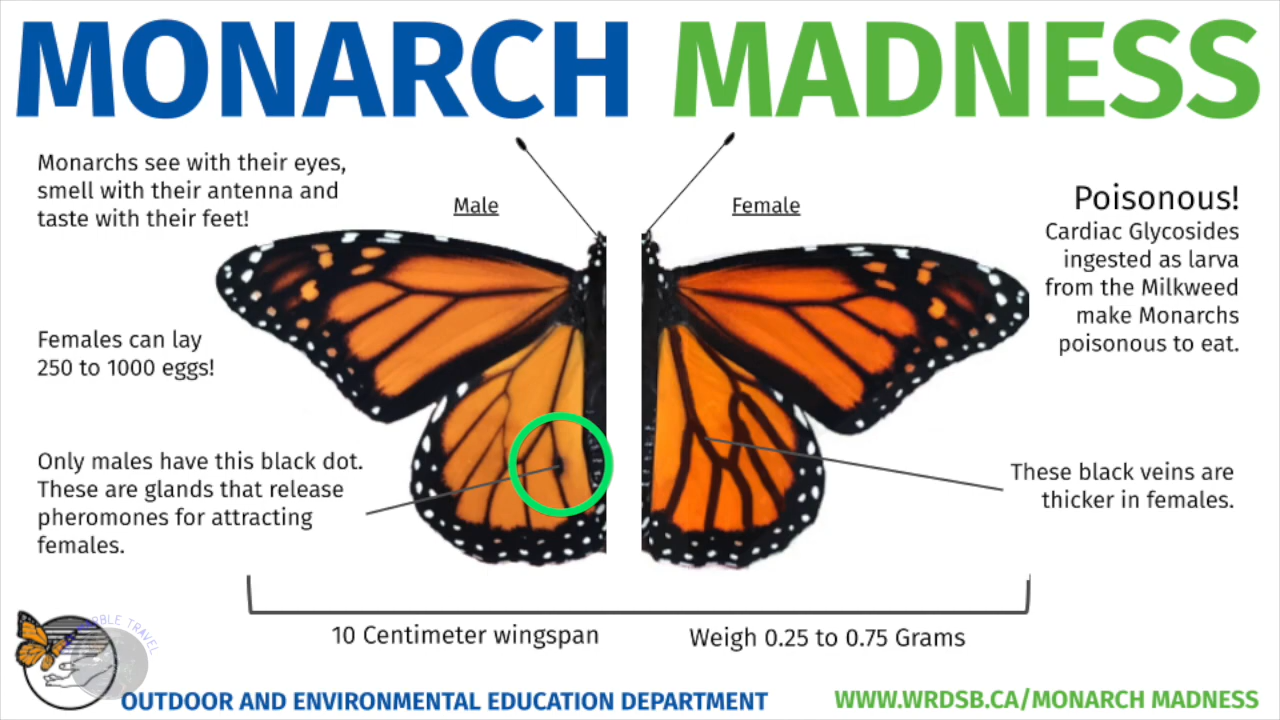 MONARCH MADNESS
Monarchs see with their eyes,
smell with their antenna and
taste with their feet!
Male
Female
Poisonous!
Cardiac Glycosides
ingested as larva
from the Milkweed
make Monarchs
poisonous to eat.
Females can lay
250 to 1000 eggs!
Only males have this black dot.
These are glands that release
pheromones for attracting
females.
These black veins are
thicker in females.
10 Centimeter wingspan
Weigh 0.25 to 0.75 Grams
TRAVEL
OUTDOOR AND ENVIRONMENTAL EDUCATION DEPARTMENT
WWW.WRDSB.CA/MONARCH MADNESS